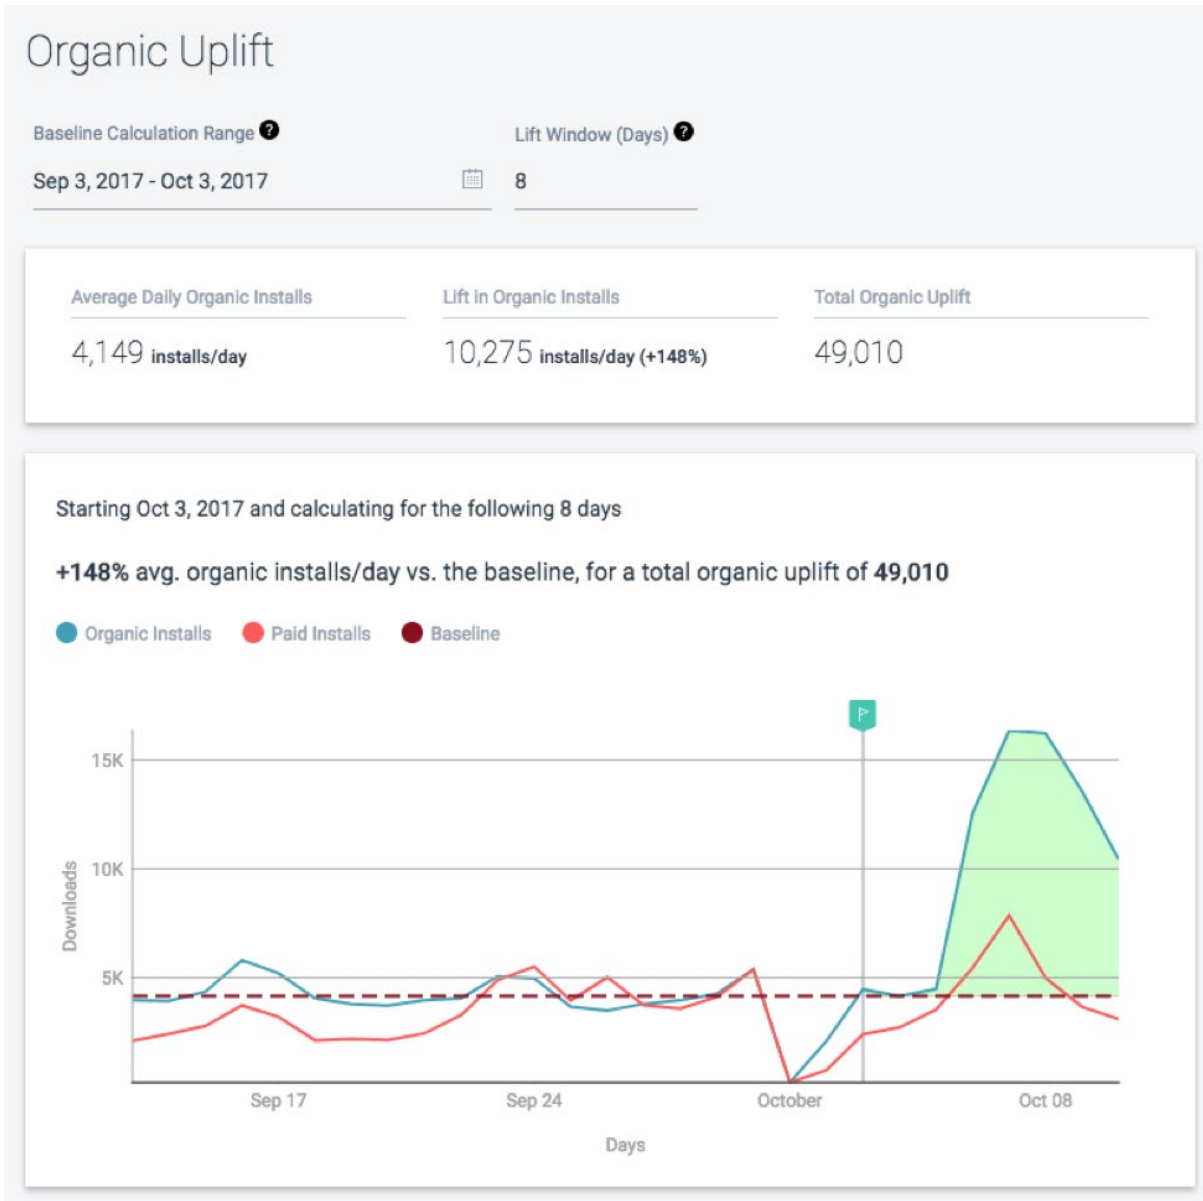 Organic Uplift
Baseline Calculation Range ?
Lift Window (Days) ?
Sep 3, 2017 - Oct 3, 2017
8
Average Daily Organic Installs
Lift in Organic Installs
Total Organic Uplift
4,149 installs/day
10,275 installs/day (+148%)
49,010
Starting Oct 3, 2017 and calculating for the following 8 days
+148% avg. organic installs/day vs. the baseline, for a total organic uplift of 49,010
Organic Installs
Paid Installs
Baseline
15K
10K
5K
Downloads
Sep 17
Sep 24
October
Oct 08
Days